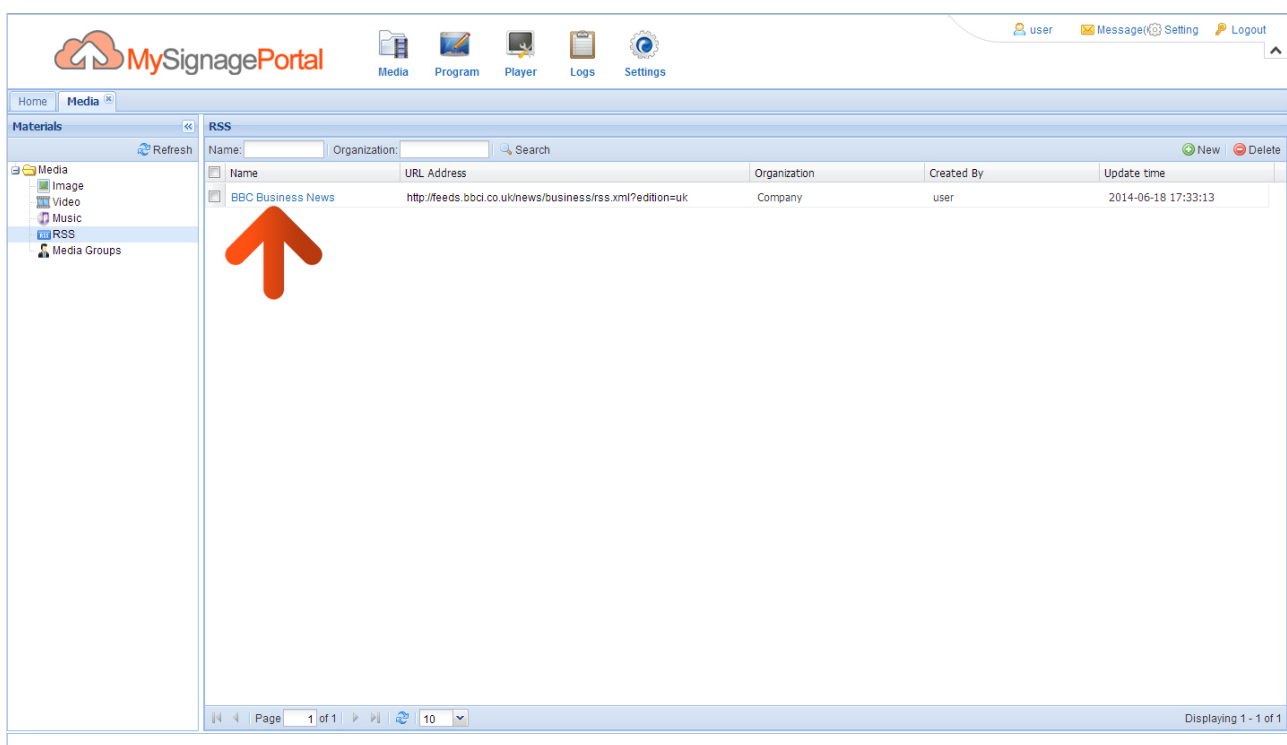 user Message( Setting Logout
MySignagePortal
Media Program Player Logs Settings
Home Media
Materials
Refresh
Media
Image
Video
Music
RSS
Media Groups
RSS
Name: Organization: Search New Delete
Name URL Address Organization Created By Update time
BBC Business News http://feeds.bbci.co.uk/news/business/rss.xml?edition=uk Company user 2014-06-18 17:33:13
Page 1 of 1 10 Displaying 1 - 1 of 1